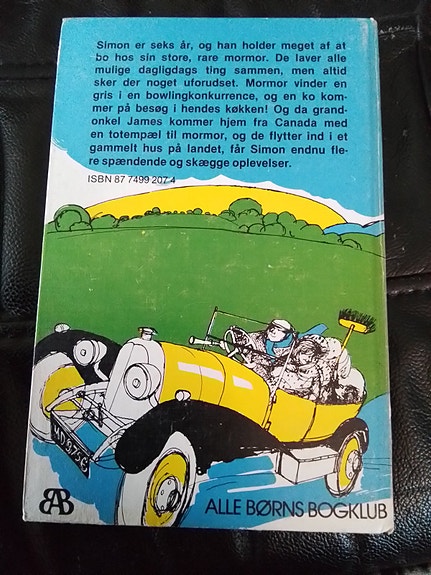 Simon er seks år, og han holder meget af at
bo hos sin store, rare mormor. De laver alle
mulige dagligdags ting sammen, men altid
sker der noget uforudset. Mormor vinder en
gris i en bowlingkonkurrence, og en ko kom-
mer på besøg i hendes køkken! Og da grand-
onkel James kommer hjem fra Canada med
en totempæl til mormor, og de flytter ind i et
gammelt hus på landet, får Simon endnu fle-
re spændende og skægge oplevelser.
ISBN 87 7499 207 4
BAB
ALLE BØRNS BOGKLUB